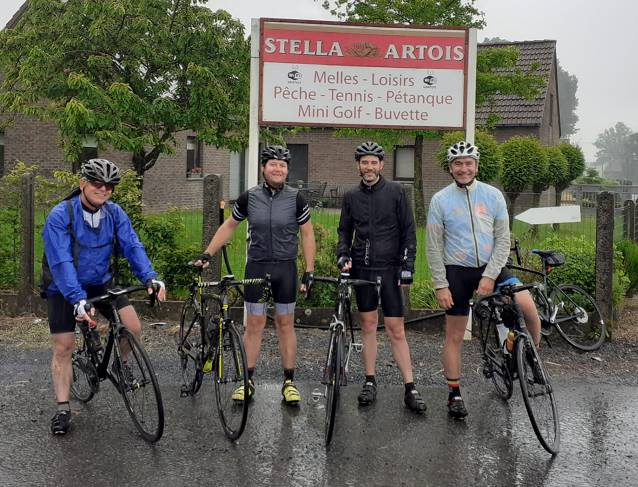 STELLA ARTOIS
Melles - Loisirs
Pêche - Tennis - Pétanque
Mini Golf - Buvette